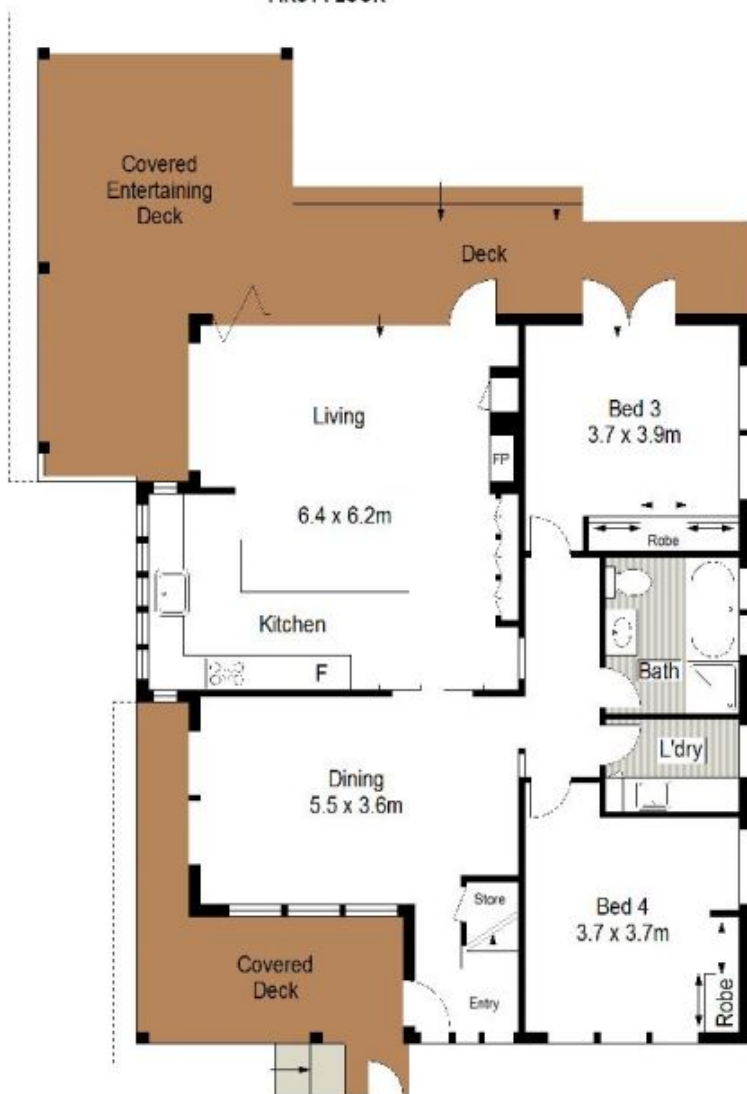 Covered
Entertaining
Deck
Deck
Living
6.4 x 6.2m
FP
Bed 3
3.7 x 3.9m
Robe
Kitchen
F
Bath
L'dry
Dining
5.5 x 3.6m
Store
Bed 4
3.7 x 3.7m
Robe
Covered
Deck
Entry